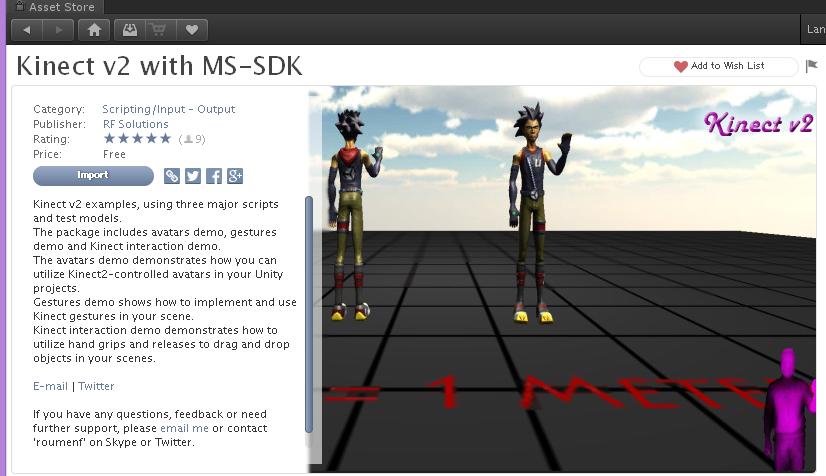 Asset Store
Lan
Kinect v2 with MS-SDK
Add to Wish List
Category: Scripting/Input - Output
Publisher: RF Solutions
Rating: (9)
Price: Free
Import
Kinect v2 examples, using three major scripts
and test models.
The package includes avatars demo, gestures
demo and Kinect interaction demo.
The avatars demo demonstrates how you can
utilize Kinect2-controlled avatars in your Unity
projects.
Gestures demo shows how to implement and use
Kinect gestures in your scene.
Kinect interaction demo demonstrates how to
utilize hand grips and releases to drag and drop
objects in your scenes.
E-mail | Twitter
If you have any questions, feedback or need
further support, please email me or contact
'roumenf' on Skype or Twitter.
Kinect v2
= 1 METE